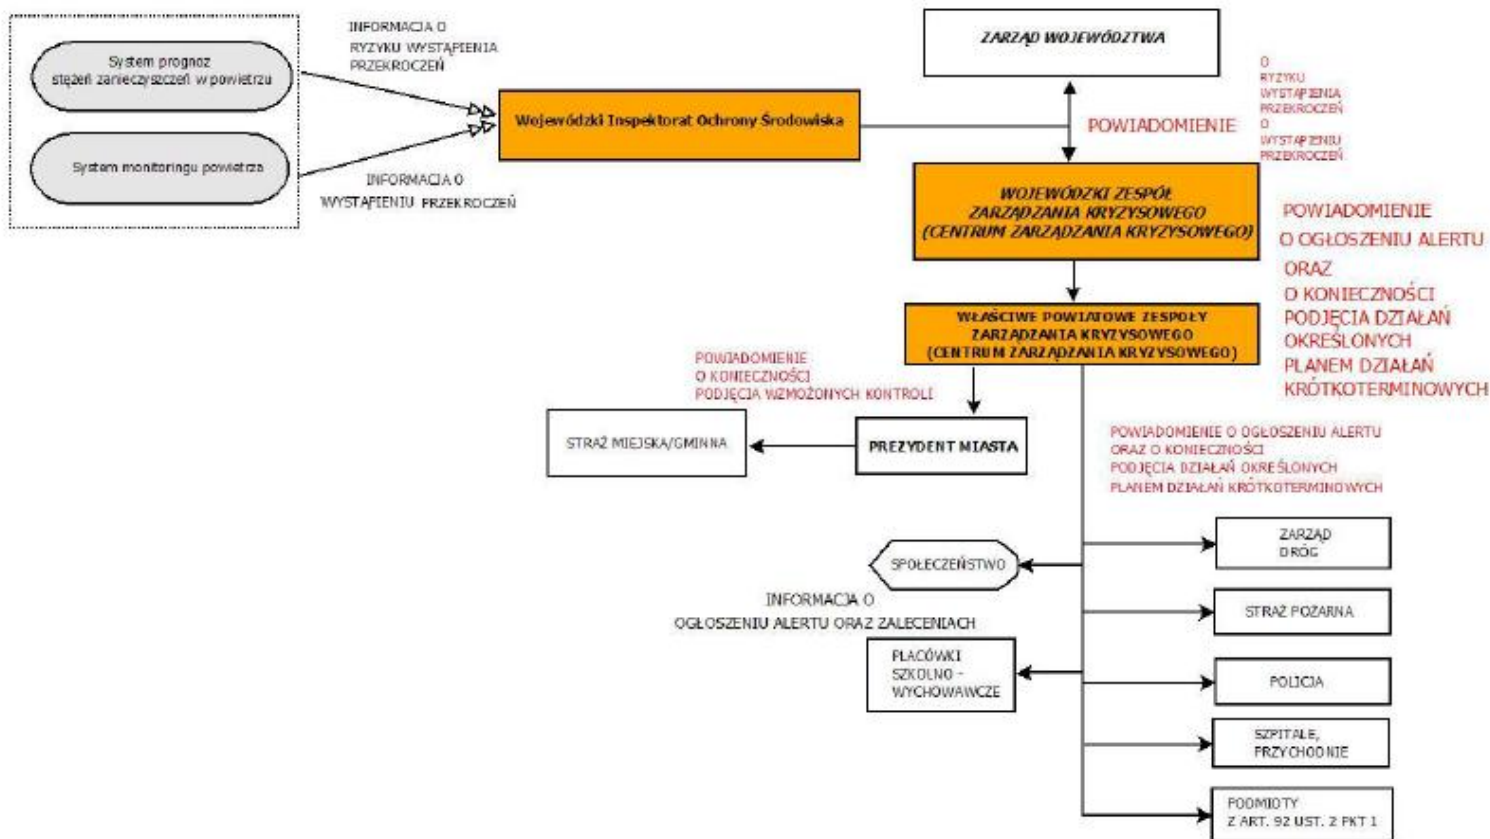 INFORMACJA O
RYZYKU WYSTĄPIENIA
PRZEKROCZEŃ
System prognoz
stężeń zanieczyszczeń w powietrzu
System monitoringu powietrza
INFORMACJA O
WYSTĄPIENIU PRZEKROCZEŃ
Wojewódzki Inspektorat Ochrony Środowiska
ZARZĄD WOJEWÓDZTWA
POWIADOMIENIE
O
RYZYKU
WYSTĄPIENIA
PRZEKROCZEŃ
O
WYSTĄPIENIU
PRZEKROCZEŃ
WOJEWÓDZKI ZESPÓŁ
ZARZĄDZANIA KRYZYSOWEGO
(CENTRUM ZARZĄDZANIA KRYZYSOWEGO)
POWIADOMIENIE
O OGŁOSZENIU ALERTU
ORAZ
O KONIECZNOŚCI
PODJĘCIA DZIAŁAŃ
OKREŚLONYCH
PLANEM DZIAŁAŃ
KRÓTKOTERMINOWYCH
WŁAŚCIWE POWIATOWE ZESPOŁY
ZARZĄDZANIA KRYZYSOWEGO
(CENTRUM ZARZĄDZANIA KRYZYSOWEGO)
POWIADOMIENIE
O KONIECZNOŚCI
PODJĘCIA WZMOŻONYCH KONTROLI
STRAŻ MIEJSKA/GMINNA
PREZYDENT MIASTA
POWIADOMIENIE O OGŁOSZENIU ALERTU
ORAZ O KONIECZNOŚCI
PODJĘCIA DZIAŁAŃ OKREŚLONYCH
PLANEM DZIAŁAŃ KRÓTKOTERMINOWYCH
ZARZĄD
DRÓG
SPOŁECZEŃSTWO
INFORMACJA O
OGŁOSZENIU ALERTU ORAZ ZALECENIACH
STRAŻ POŻARNA
PLACÓWKI
SZKOLNO -
WYCHOWAWCZE
POLICJA
SZPITALE,
PRZYCHODNIE
PODMIOTY
Z ART. 92 UST. 2 PKT 1